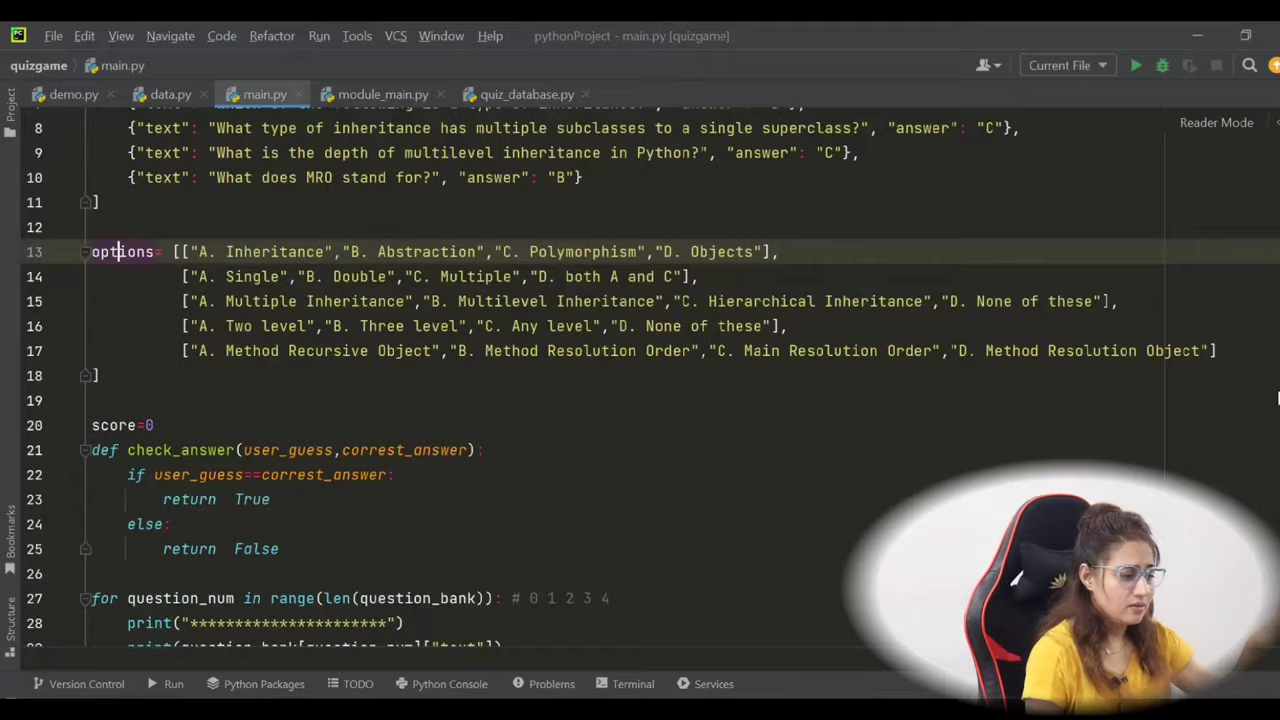 PC File Edit View Navigate Code Refactor Run Tools VCS Window Help pythonProject - main.py [quizgame]
quizgame main.py Current File
demo.py data.py main.py module_main.py quiz_database.py
Project
Reader Mode
8 {"text": "What type of inheritance has multiple subclasses to a single superclass?", "answer": "C"},
9 {"text": "What is the depth of multilevel inheritance in Python?", "answer": "C"},
10 {"text": "What does MRO stand for?", "answer": "B"}
11 ]
12
13 options= [["A. Inheritance","B. Abstraction","C. Polymorphism","D. Objects"],
14 ["A. Single","B. Double","C. Multiple","D. both A and C"],
15 ["A. Multiple Inheritance","B. Multilevel Inheritance","C. Hierarchical Inheritance","D. None of these"],
16 ["A. Two level","B. Three level","C. Any level","D. None of these"],
17 ["A. Method Recursive Object","B. Method Resolution Order","C. Main Resolution Order","D. Method Resolution Object"]
18 ]
19
20 score=0
21 def check_answer(user_guess,correst_answer):
22 if user_guess==correst_answer:
23 return True
24 else:
25 return False
26
27 for question_num in range(len(question_bank)): # 0 1 2 3 4
28 print("**********************")
Bookmarks
Structure
Version Control Run Python Packages TODO Python Console Problems Terminal Services